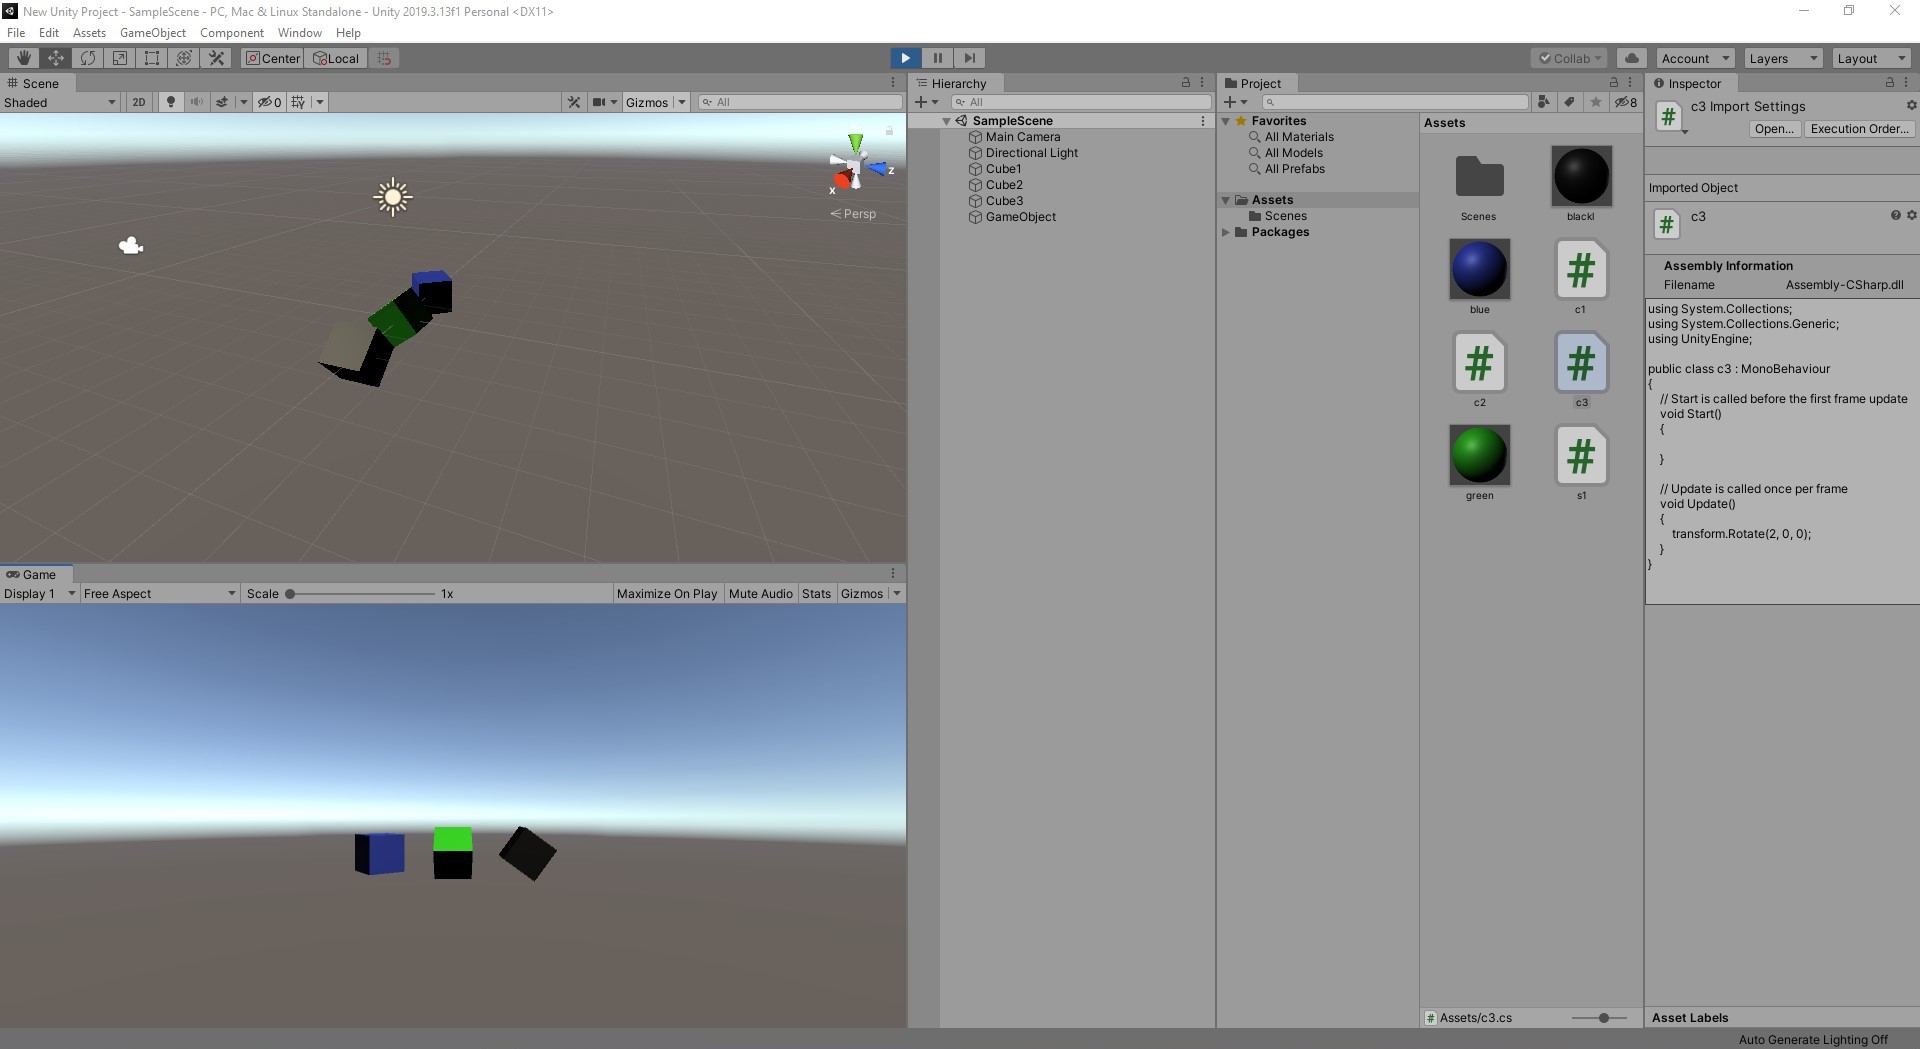 New Unity Project - SampleScene - PC, Mac & Linux Standalone - Unity 2019.3.13f1 Personal <DX11>
File Edit Assets GameObject Component Window Help
Center Local Collab Account Layers Layout
Scene
Shaded 2D 0 Gizmos All
x
z
Persp
Game
Display 1 Free Aspect Scale 1x Maximize On Play Mute Audio Stats Gizmos
Hierarchy
All
SampleScene
Main Camera
Directional Light
Cube1
Cube2
Cube3
GameObject
Project
8
Favorites
All Materials
All Models
All Prefabs
Assets
Scenes
Packages
Assets
Scenes
blackl
blue
c1
c2
c3
green
s1
Assets/c3.cs
Inspector
c3 Import Settings
Open... Execution Order...
Imported Object
c3
Assembly Information
Filename Assembly-CSharp.dll
using System.Collections;
using System.Collections.Generic;
using UnityEngine;
public class c3 : MonoBehaviour
{
// Start is called before the first frame update
void Start()
{
}
// Update is called once per frame
void Update()
{
transform.Rotate(2, 0, 0);
}
}
Asset Labels
Auto Generate Lighting Off